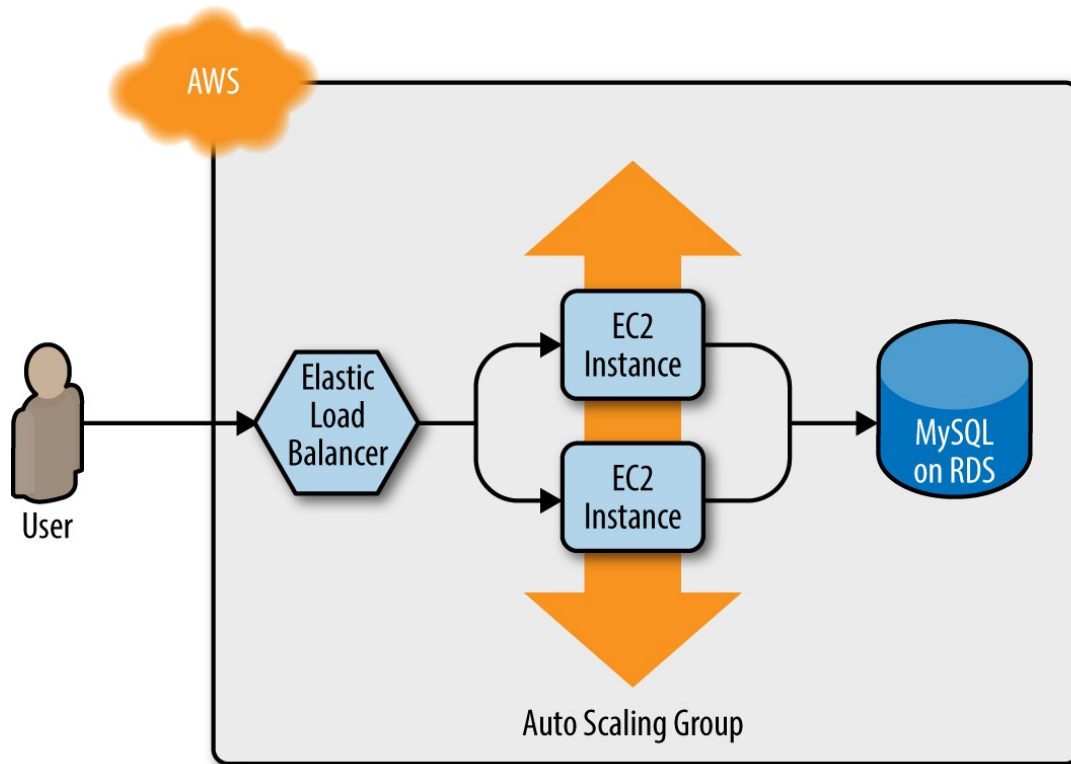 AWS
User
Elastic
Load
Balancer
EC2
Instance
EC2
Instance
MySQL
on RDS
Auto Scaling Group